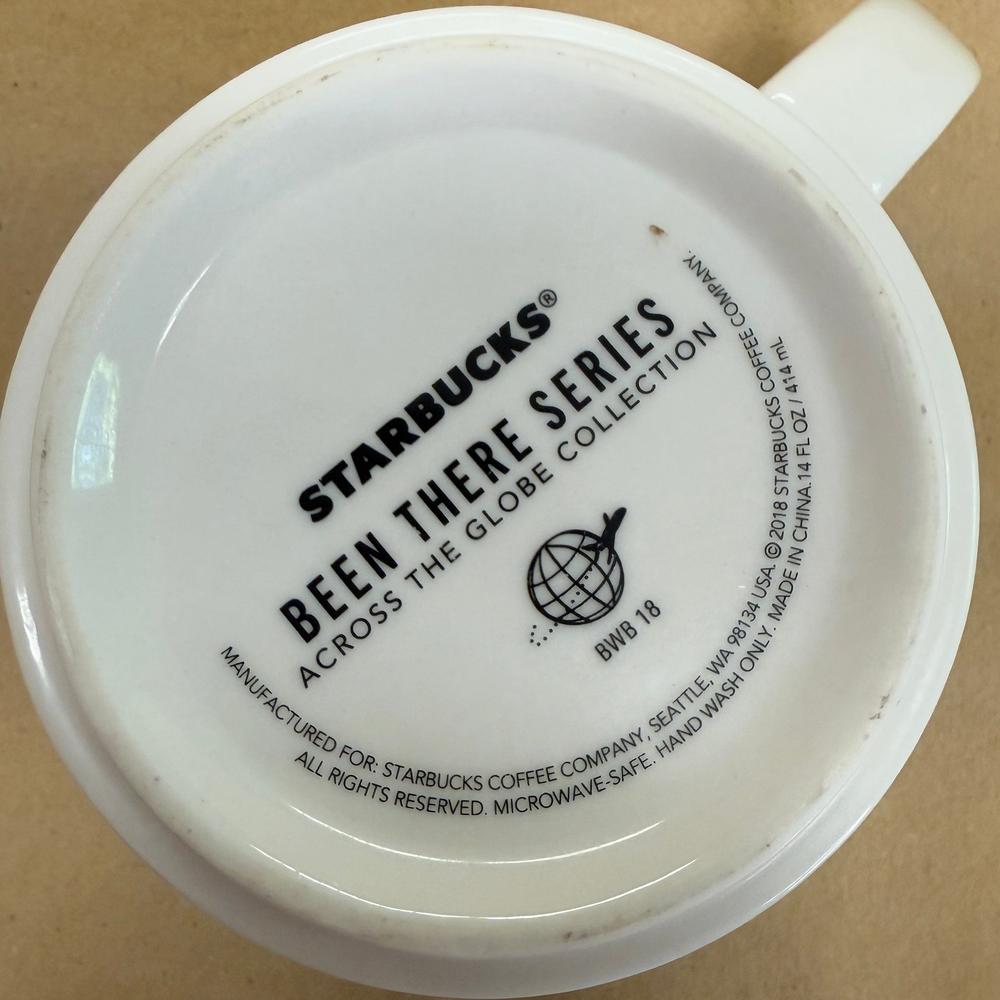 STARBUCKS®
BEEN THERE SERIES
ACROSS THE GLOBE COLLECTION
BWB 18
MANUFACTURED FOR: STARBUCKS COFFEE COMPANY, SEATTLE, WA 98134 USA. © 2018 STARBUCKS COFFEE COMPANY.
ALL RIGHTS RESERVED. MICROWAVE-SAFE. HAND WASH ONLY. MADE IN CHINA.14 FL OZ / 414 mL